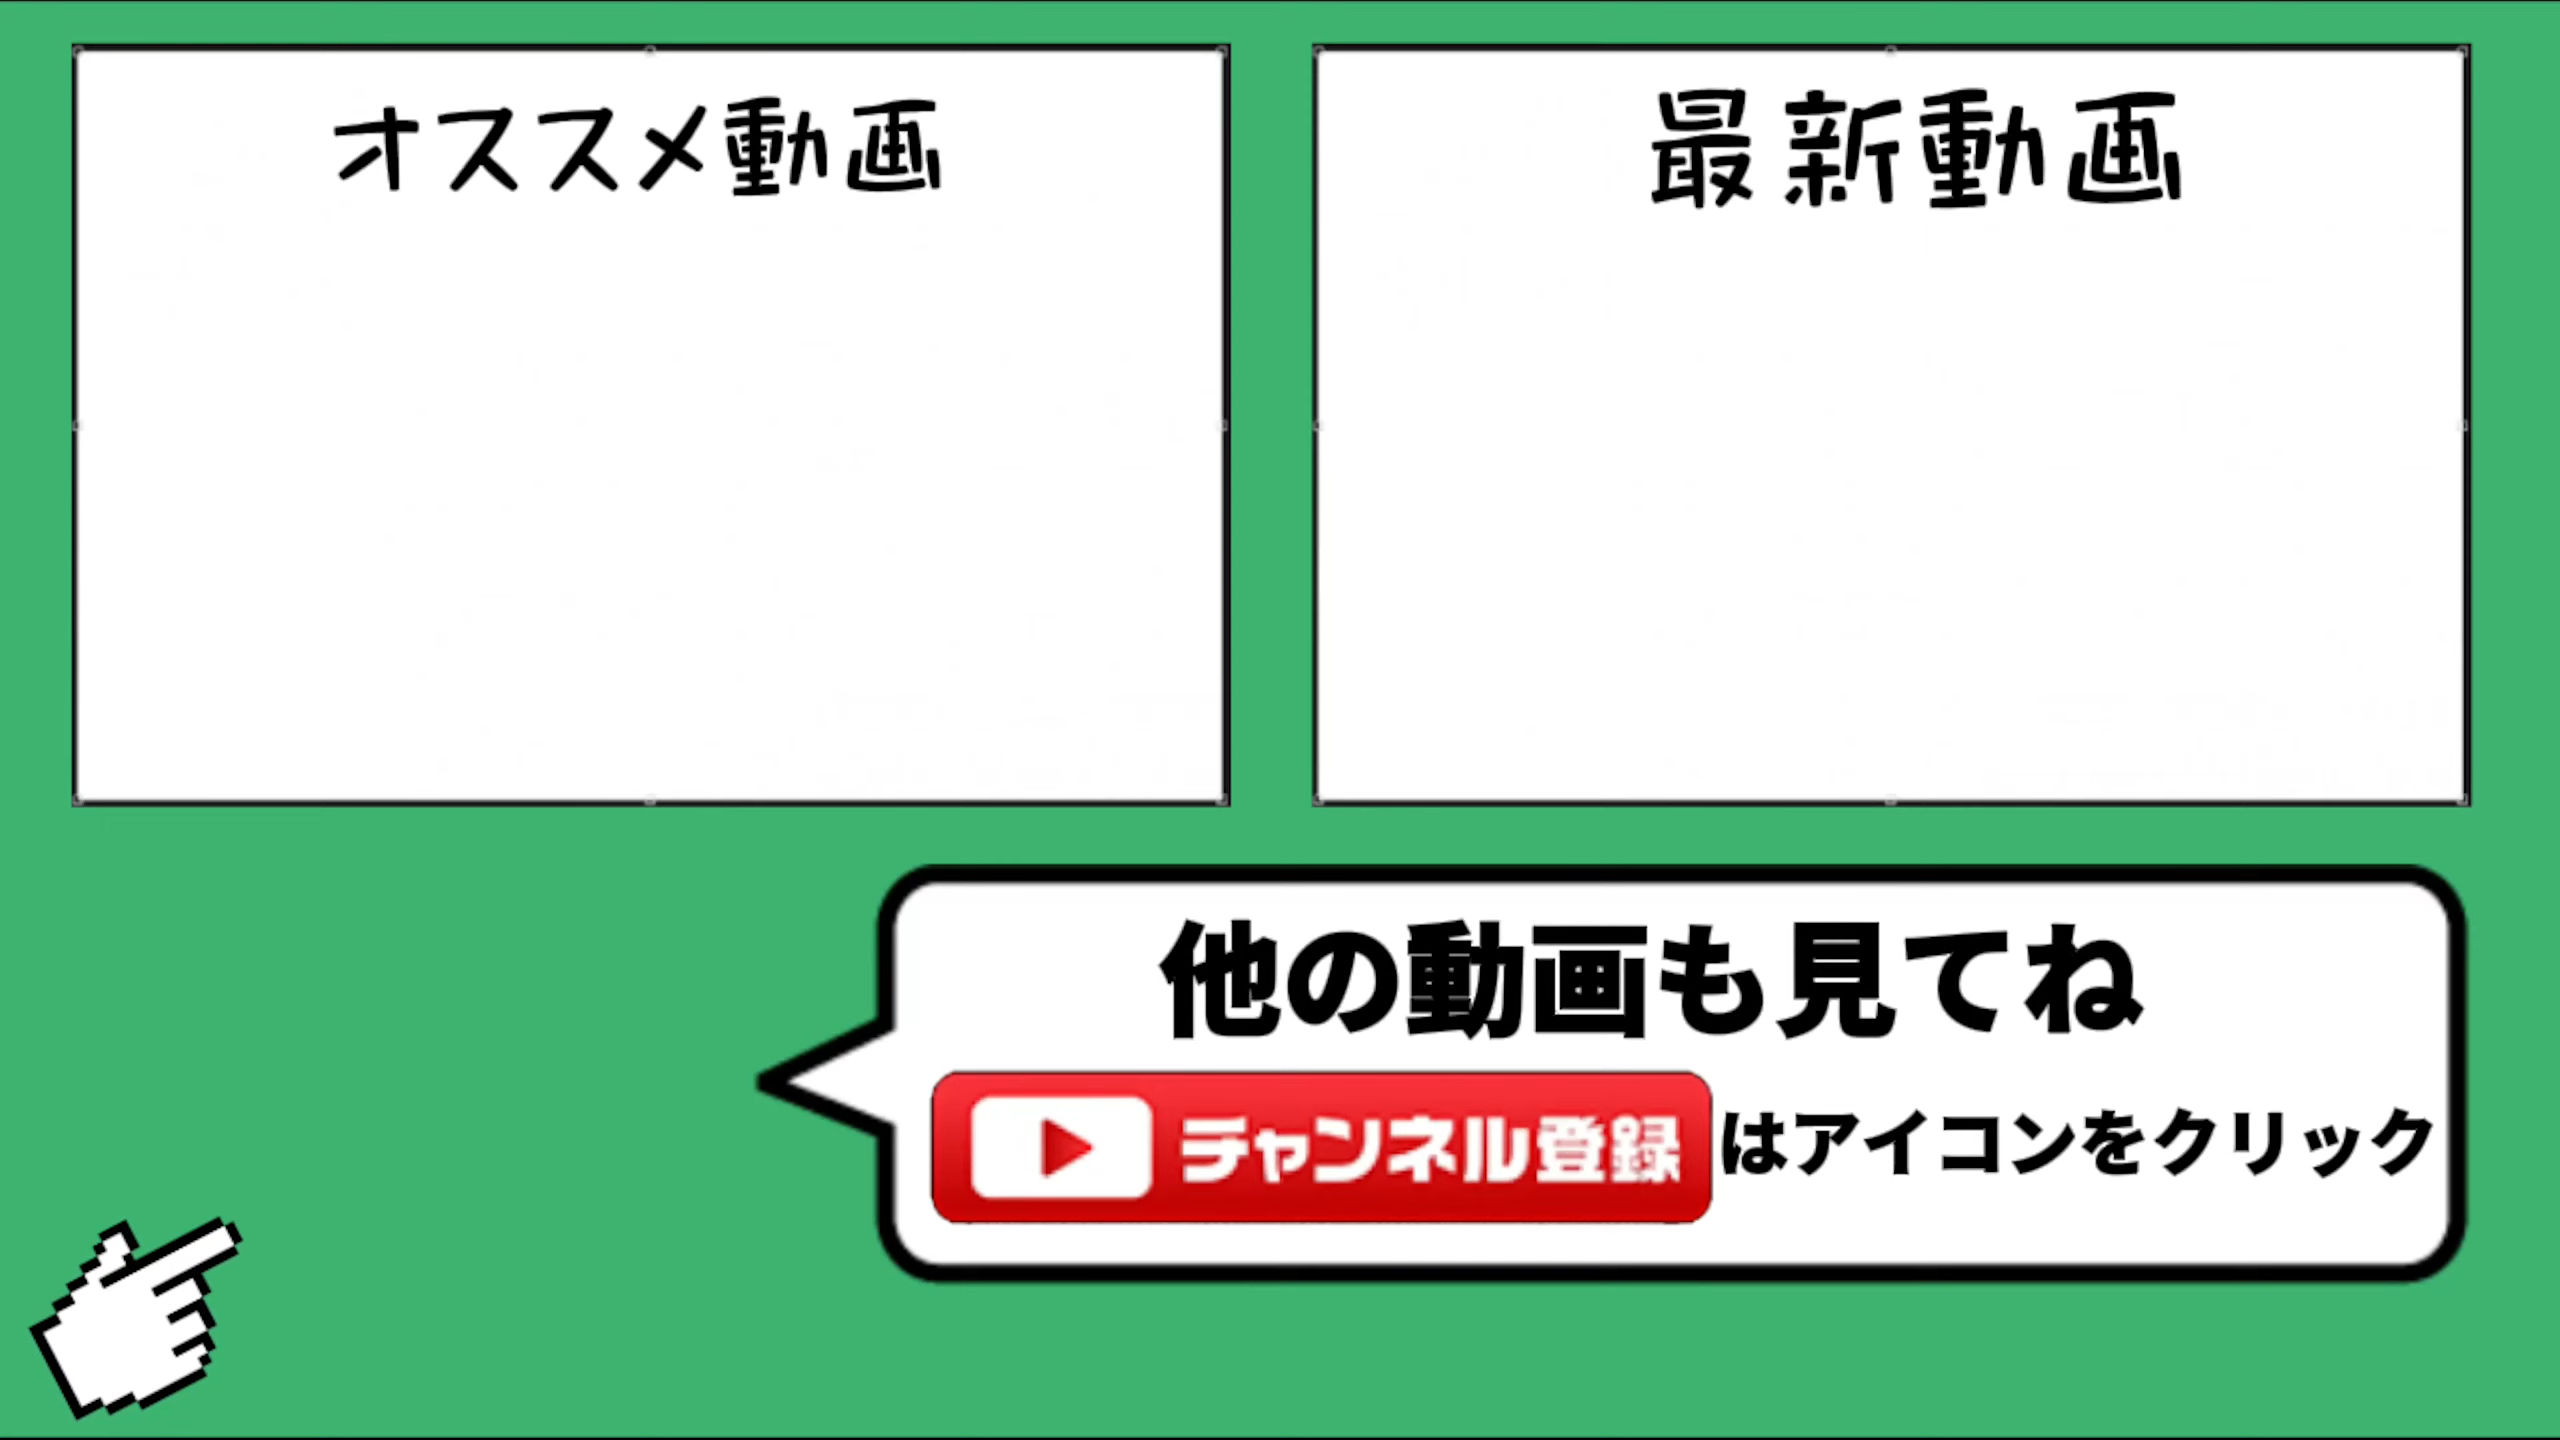 オススメ動画
最新動画
他の動画も見てね
チャンネル登録はアイコンをクリック